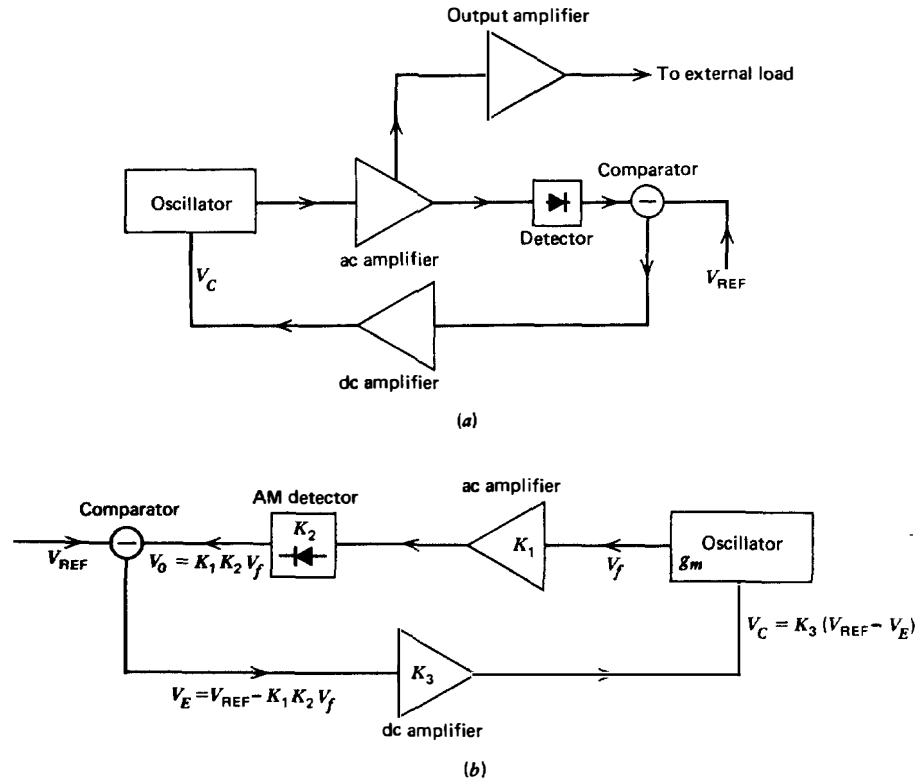 Output amplifier
To external load
Comparator
Oscillator
Detector
ac amplifier
V_C
V_REF
dc amplifier
(a)
ac amplifier
AM detector
Comparator
K_2
K_1
Oscillator
g_m
V_REF
V_0 = K_1 K_2 V_f
V_f
V_C = K_3 (V_REF - V_E)
K_3
V_E = V_REF - K_1 K_2 V_f
dc amplifier
(b)